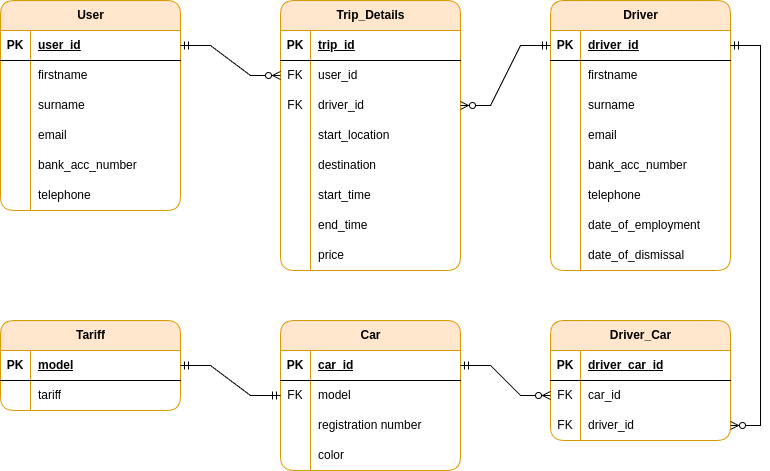 User
PK user_id
firstname
surname
email
bank_acc_number
telephone
Trip_Details
PK trip_id
FK user_id
FK driver_id
start_location
destination
start_time
end_time
price
Driver
PK driver_id
firstname
surname
email
bank_acc_number
telephone
date_of_employment
date_of_dismissal
Tariff
PK model
tariff
Car
PK car_id
FK model
registration number
color
Driver_Car
PK driver_car_id
FK car_id
FK driver_id